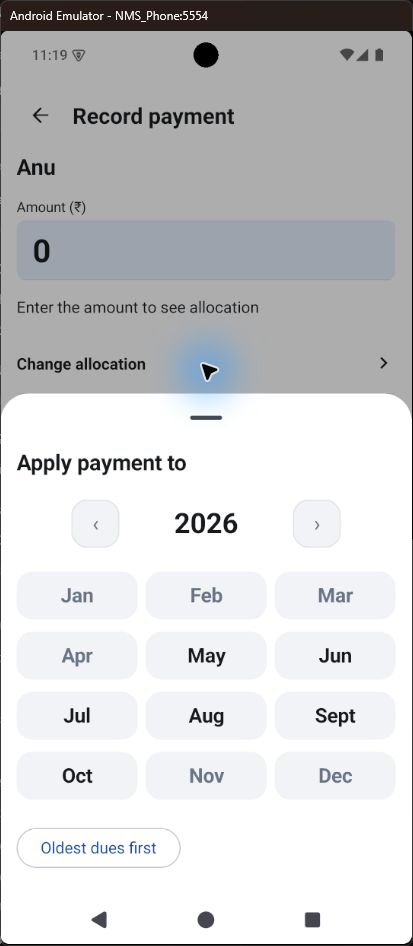 Android Emulator - NMS_Phone:5554
11:19
Record payment
Anu
Amount (₹)
0
Enter the amount to see allocation
Change allocation
Apply payment to
‹ 2026 ›
Jan Feb Mar
Apr May Jun
Jul Aug Sept
Oct Nov Dec
Oldest dues first